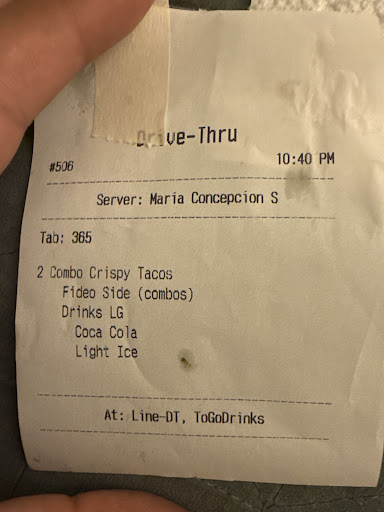 Drive-Thru
#506 10:40 PM
Server: Maria Concepcion S
Tab: 365
2 Combo Crispy Tacos
Fideo Side (combos)
Drinks LG
Coca Cola
Light Ice
At: Line-DT, ToGoDrinks